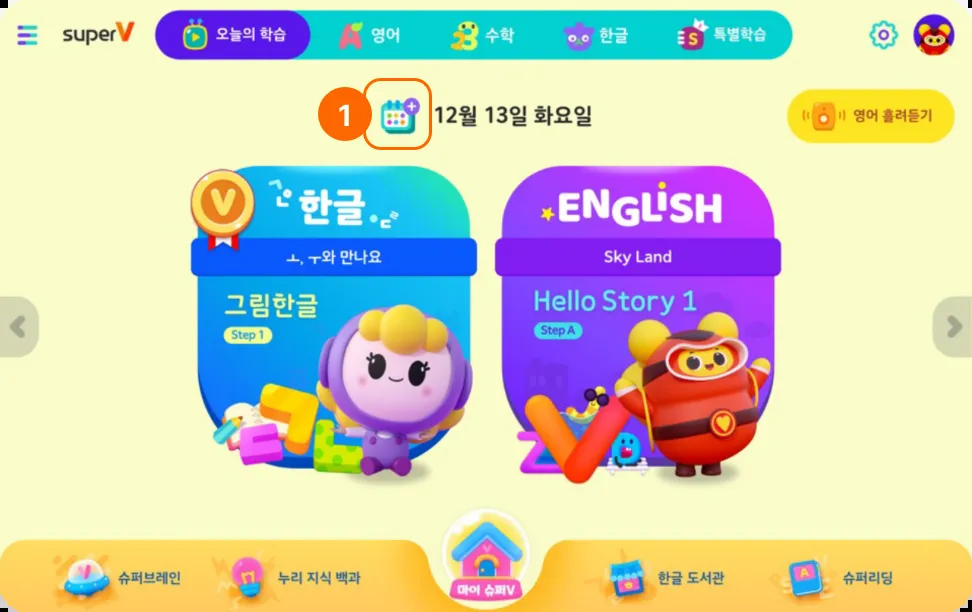 superV
오늘의 학습
영어
수학
한글
특별학습
1
12월 13일 화요일
영어 흘려듣기
한글
ㅗ, ㅜ와 만나요
그림한글
Step 1
ENGLISH
Sky Land
Hello Story 1
Step A
슈퍼브레인
누리 지식 백과
마이 슈퍼V
한글 도서관
슈퍼리딩